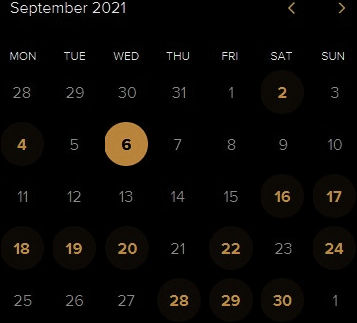 September 2021
MON TUE WED THU FRI SAT SUN
28 29 30 31 1 2 3
4 5 6 7 8 9 10
11 12 13 14 15 16 17
18 19 20 21 22 23 24
25 26 27 28 29 30 1